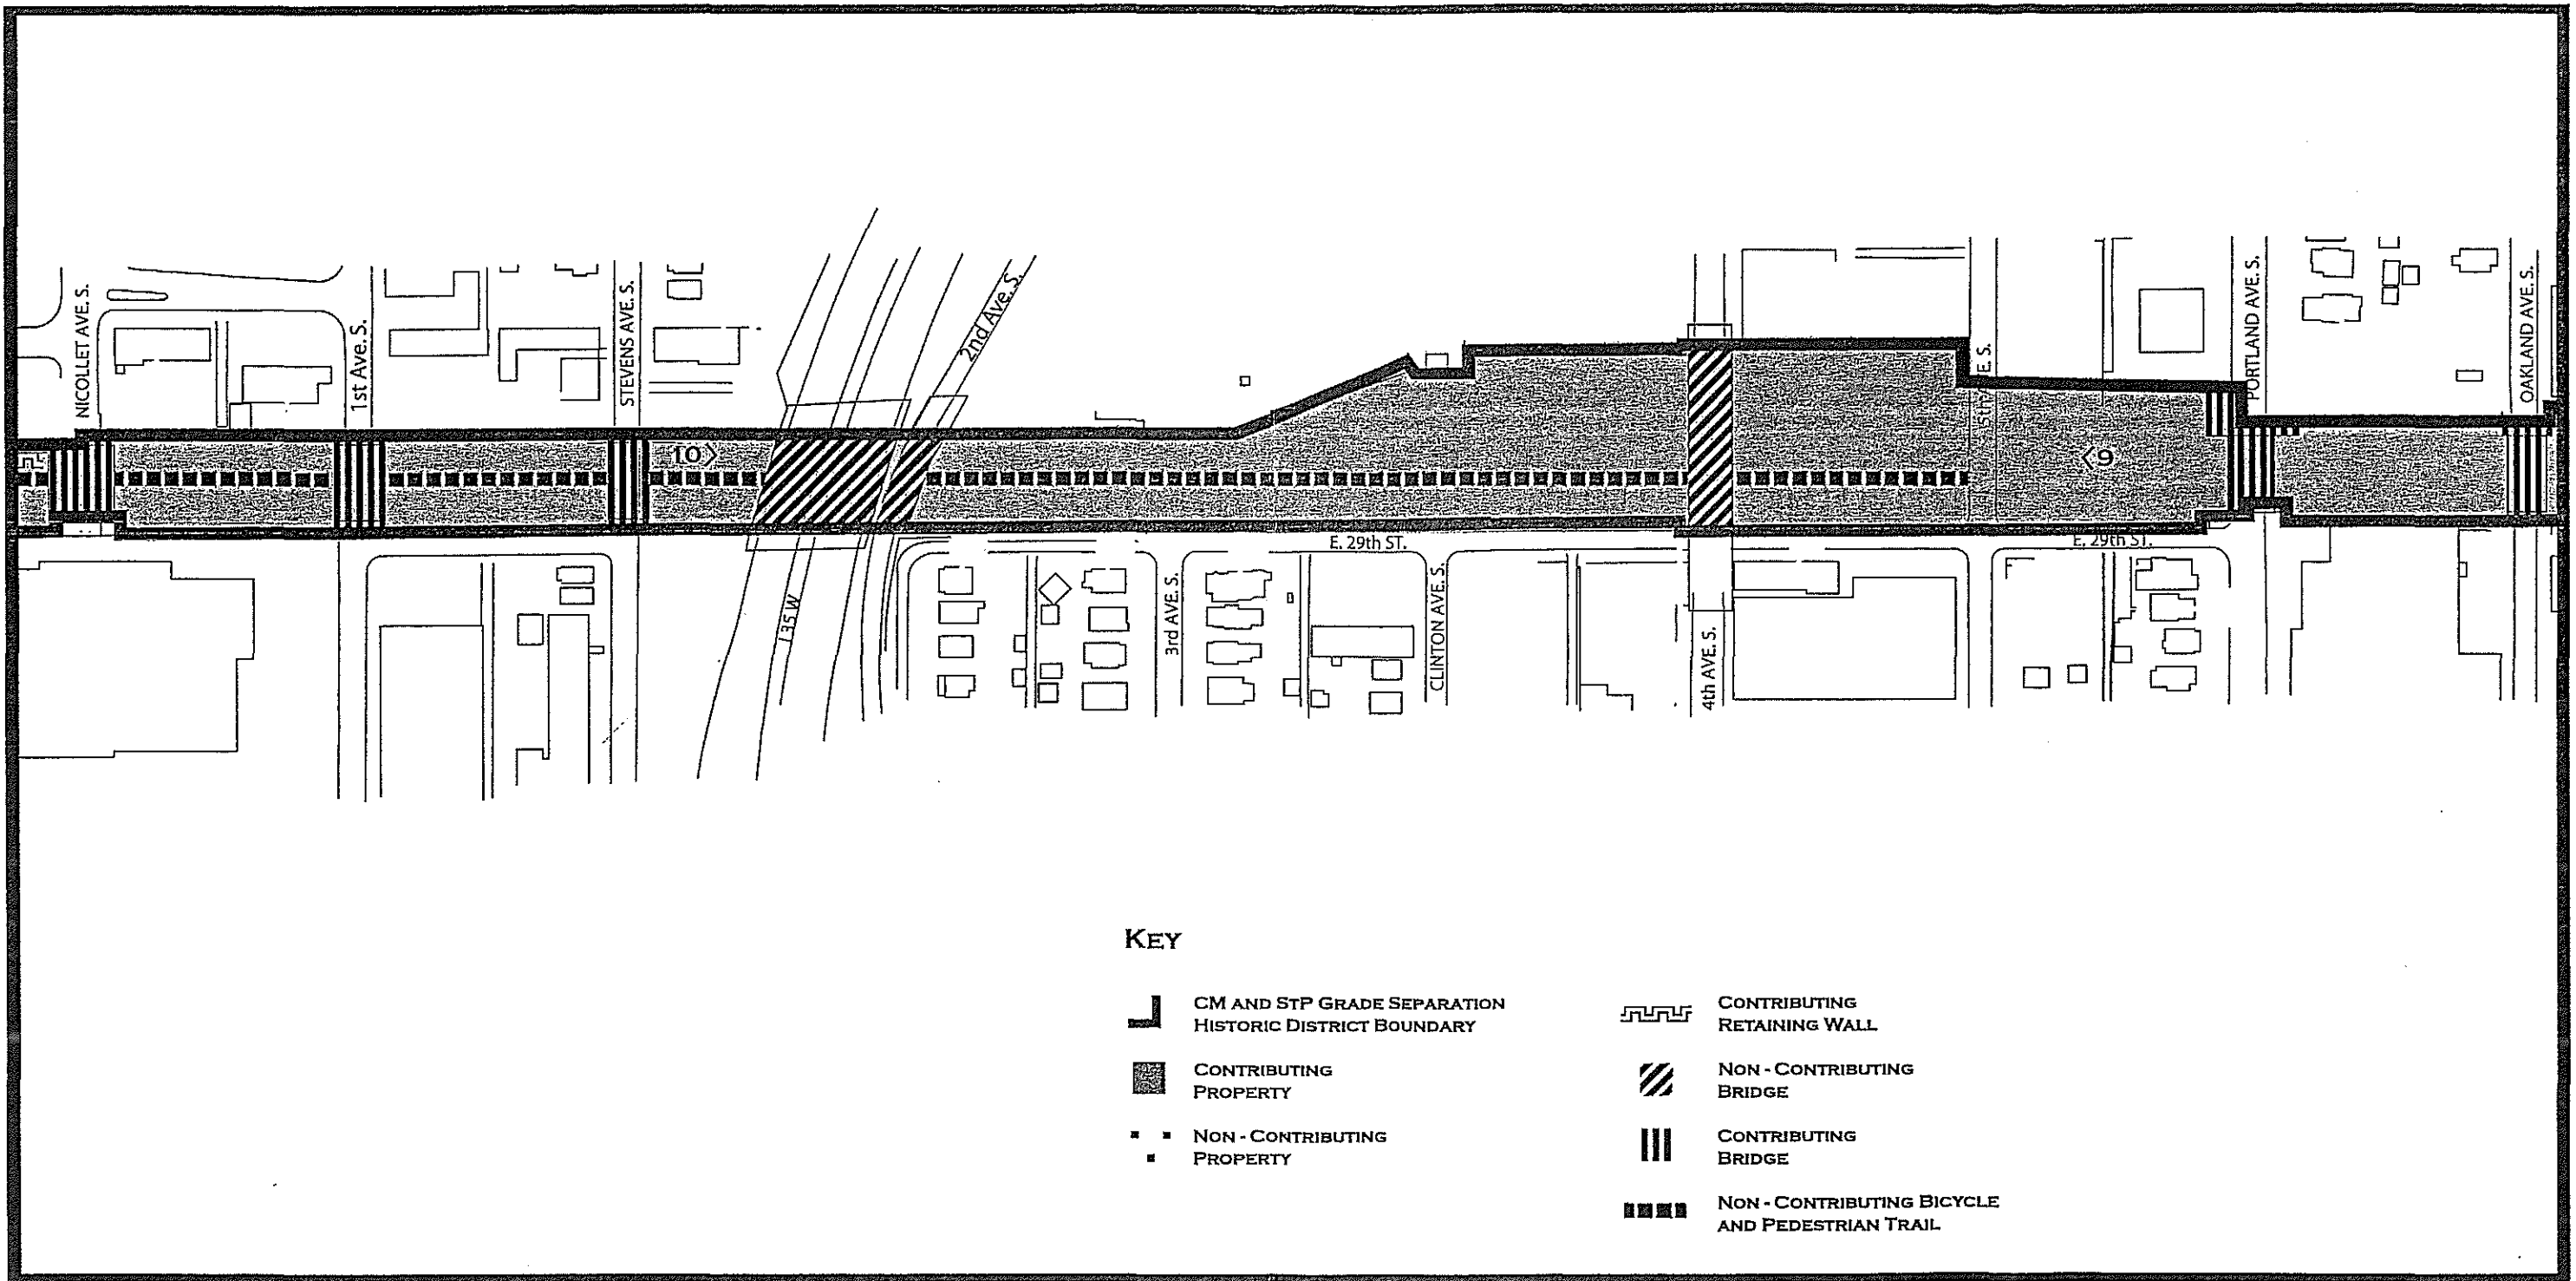 NICOLLET AVE. S.
1st Ave. S.
STEVENS AVE. S.
2nd Ave. S.
5th AVE. S.
PORTLAND AVE. S.
OAKLAND AVE. S.
10
9
E. 29th ST.
E. 29th ST.
I 35 W
3rd AVE. S.
CLINTON AVE. S.
4th AVE. S.
KEY
CM AND STP GRADE SEPARATION
HISTORIC DISTRICT BOUNDARY
CONTRIBUTING
PROPERTY
NON - CONTRIBUTING
PROPERTY
CONTRIBUTING
RETAINING WALL
NON - CONTRIBUTING
BRIDGE
CONTRIBUTING
BRIDGE
NON - CONTRIBUTING BICYCLE
AND PEDESTRIAN TRAIL